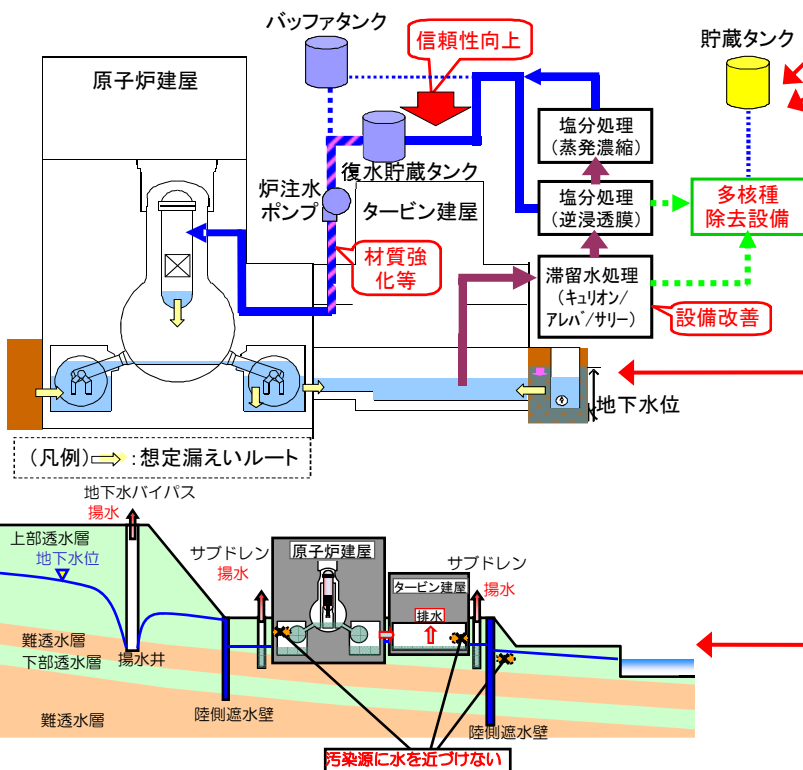 バッファタンク
信頼性向上
貯蔵タンク
原子炉建屋
塩分処理
(蒸発濃縮)
復水貯蔵タンク
炉注水
ポンプ
タービン建屋
塩分処理
(逆浸透膜)
多核種
除去設備
材質強
化等
滞留水処理
(キュリオン/
アレバ/サリー)
設備改善
地下水位
(凡例) : 想定漏えいルート
地下水バイパス
揚水
上部透水層
地下水位
サブドレン
揚水
原子炉建屋
サブドレン
揚水
タービン建屋
排水
難透水層
下部透水層
揚水井
難透水層
陸側遮水壁
陸側遮水壁
汚染源に水を近づけない